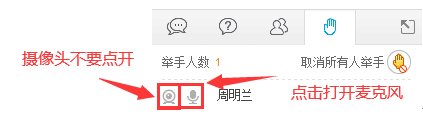 摄像头不要点开
举手人数 1
取消所有人举手
周明兰
点击打开麦克风